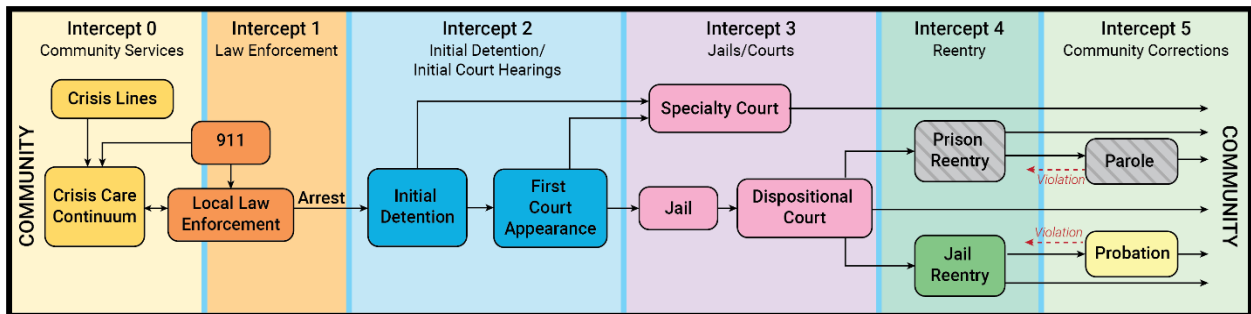 Intercept 0
Community Services
Intercept 1
Law Enforcement
Intercept 2
Initial Detention/
Initial Court Hearings
Intercept 3
Jails/Courts
Intercept 4
Reentry
Intercept 5
Community Corrections
COMMUNITY
Crisis Lines
Crisis Care
Continuum
911
Local Law
Enforcement
Arrest
Initial
Detention
First
Court
Appearance
Specialty Court
Jail
Dispositional
Court
Prison
Reentry
Violation
Parole
Jail
Reentry
Violation
Probation
COMMUNITY